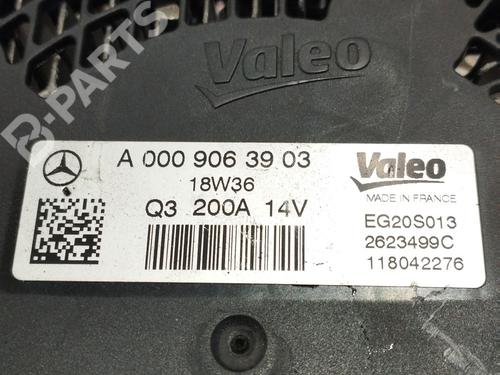 Valeo
B-PARTS
A 000 906 39 03
18W36
Q3 200A 14V
Valeo
MADE IN FRANCE
EG20S013
2623499C
118042276